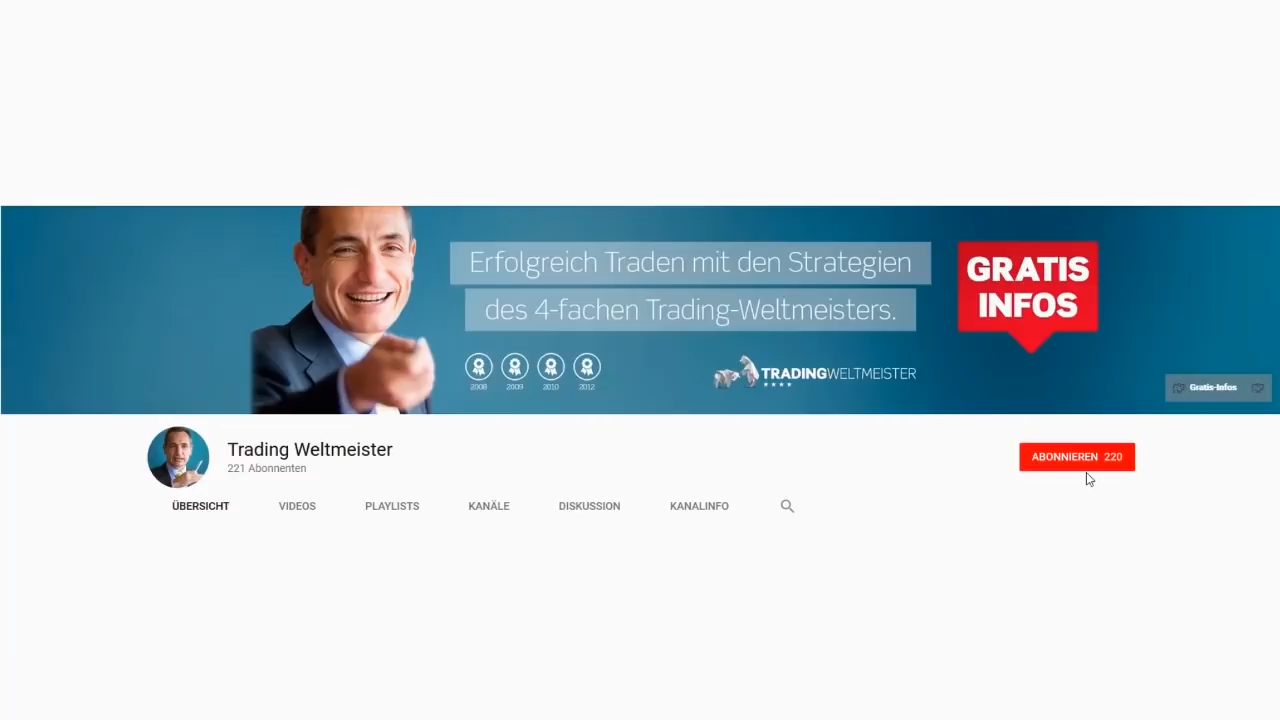 Erfolgreich Traden mit den Strategien
des 4-fachen Trading-Weltmeisters.
GRATIS
INFOS
2008 2009 2010 2012
TRADINGWELTMEISTER
Gratis-Infos
Trading Weltmeister
221 Abonnenten
ABONNIEREN 220
ÜBERSICHT VIDEOS PLAYLISTS KANÄLE DISKUSSION KANALINFO